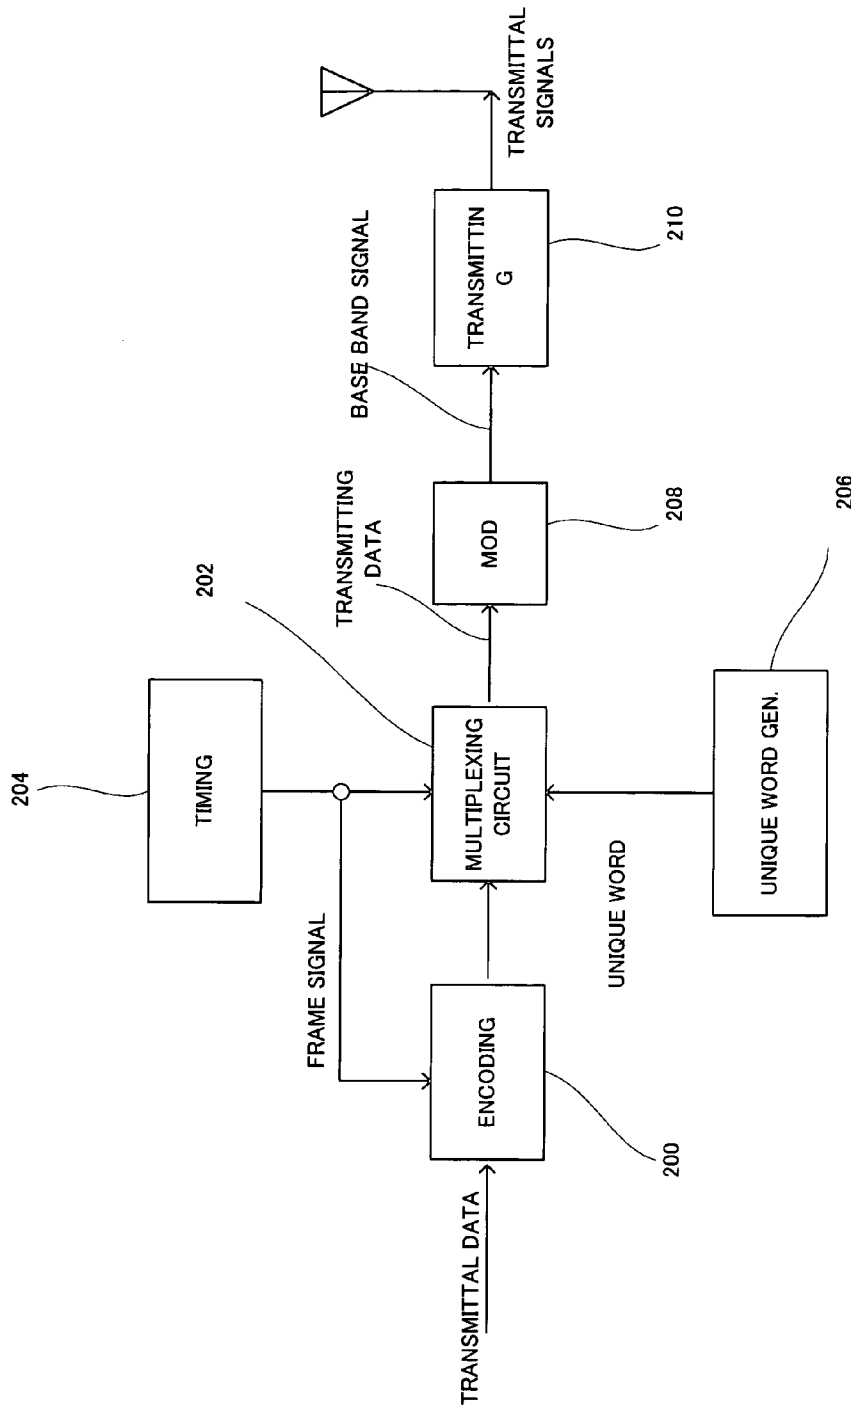 204
TIMING
202
FRAME SIGNAL
TRANSMITTAL DATA
ENCODING
200
MULTIPLEXING
CIRCUIT
UNIQUE WORD
UNIQUE WORD GEN.
206
TRANSMITTING
DATA
MOD
208
BASE BAND SIGNAL
TRANSMITTIN
G
210
TRANSMITTAL
SIGNALS